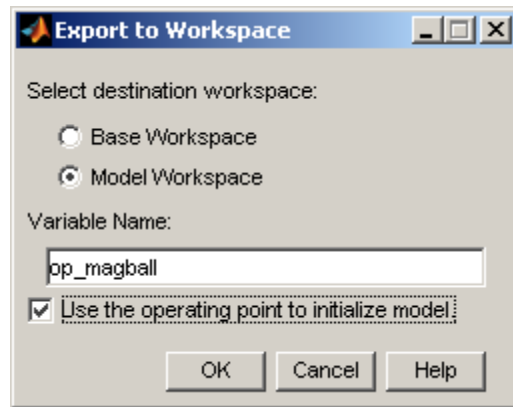 Export to Workspace
Select destination workspace:
Base Workspace
Model Workspace
Variable Name:
op_magball
Use the operating point to initialize model.
OK Cancel Help